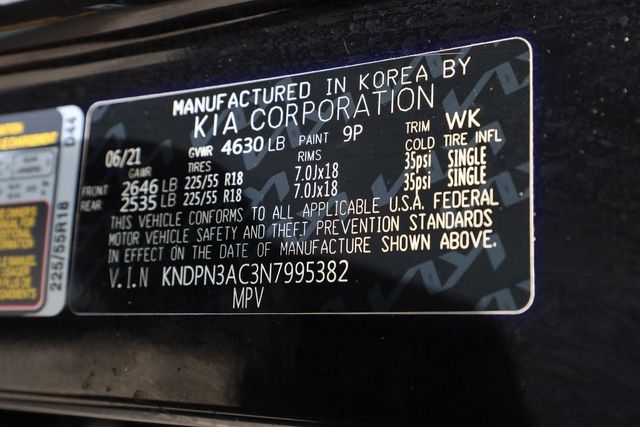 MANUFACTURED IN KOREA BY
KIA CORPORATION
06/21 GVWR 4630 LB PAINT 9P TRIM WK
GAWR TIRES RIMS COLD TIRE INFL
FRONT 2646 LB 225/55 R18 7.0Jx18 35psi SINGLE
REAR 2535 LB 225/55 R18 7.0Jx18 35psi SINGLE
THIS VEHICLE CONFORMS TO ALL APPLICABLE U.S.A. FEDERAL
MOTOR VEHICLE SAFETY AND THEFT PREVENTION STANDARDS
IN EFFECT ON THE DATE OF MANUFACTURE SHOWN ABOVE.
V.I.N KNDPN3AC3N7995382
MPV
D44
225/55R18